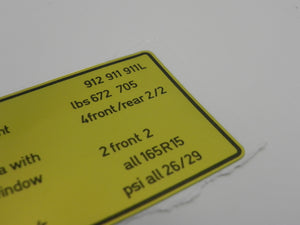 912 911 911L
lbs 672 705
4front/rear 2/2
a with 2 front 2
indow all 165R15
psi all 26/29